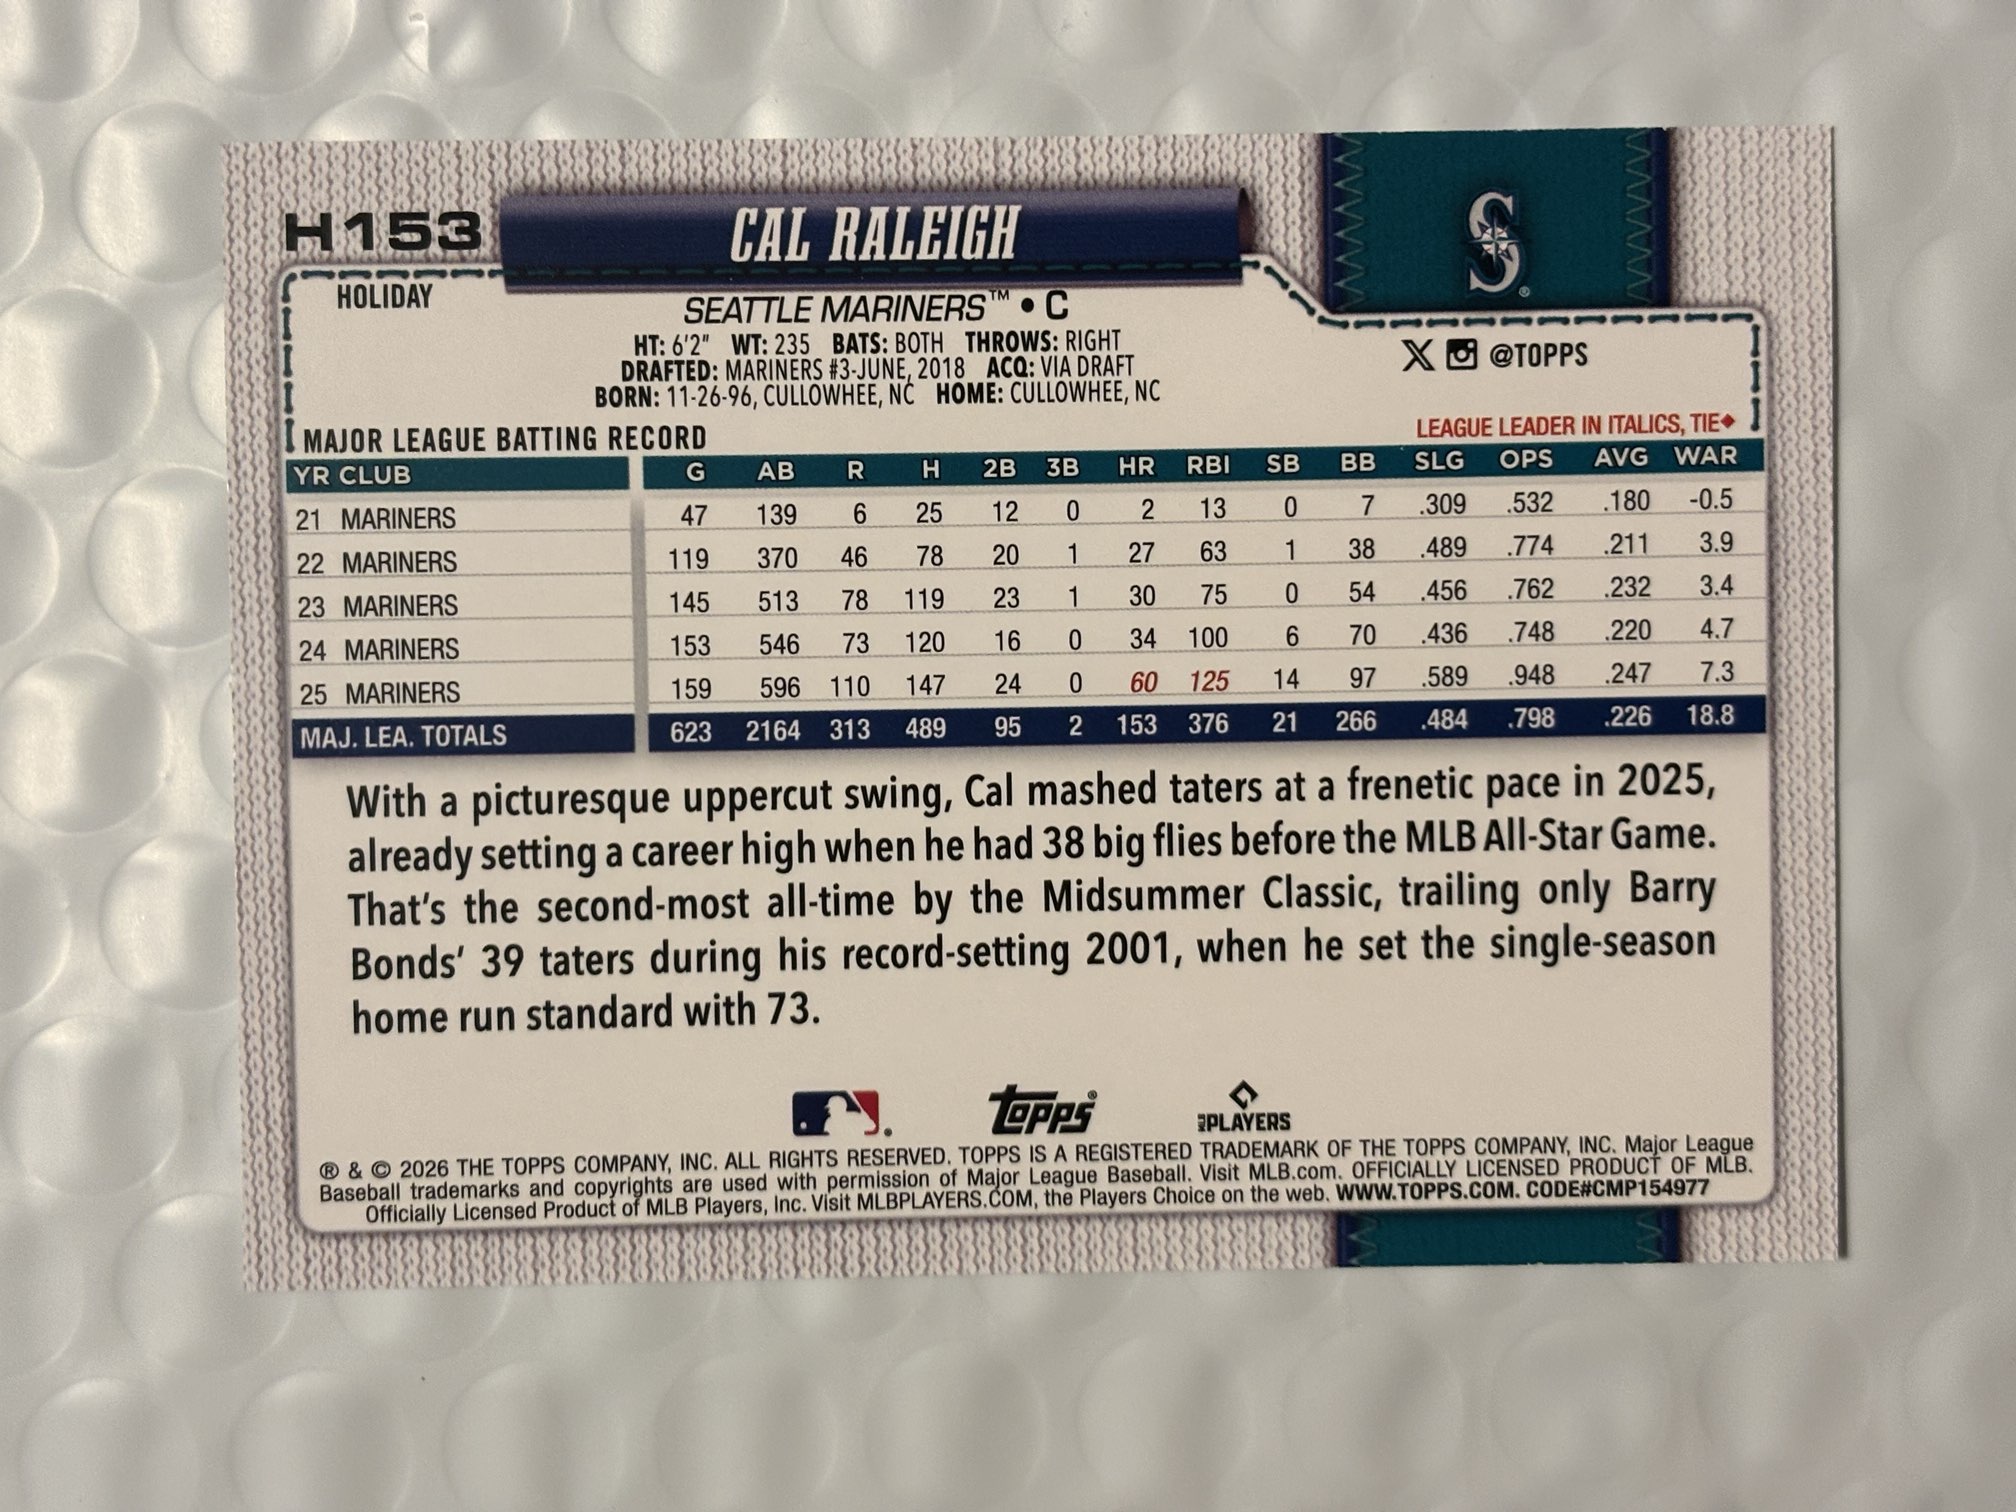 H153
CAL RALEIGH
S®
HOLIDAY
SEATTLE MARINERS™ • C
HT: 6'2" WT: 235 BATS: BOTH THROWS: RIGHT
DRAFTED: MARINERS #3-JUNE, 2018 ACQ: VIA DRAFT
BORN: 11-26-96, CULLOWHEE, NC HOME: CULLOWHEE, NC
X @TOPPS
MAJOR LEAGUE BATTING RECORD
LEAGUE LEADER IN ITALICS, TIE◆
YR CLUB G AB R H 2B 3B HR RBI SB BB SLG OPS AVG WAR
21 MARINERS 47 139 6 25 12 0 2 13 0 7 .309 .532 .180 -0.5
22 MARINERS 119 370 46 78 20 1 27 63 1 38 .489 .774 .211 3.9
23 MARINERS 145 513 78 119 23 1 30 75 0 54 .456 .762 .232 3.4
24 MARINERS 153 546 73 120 16 0 34 100 6 70 .436 .748 .220 4.7
25 MARINERS 159 596 110 147 24 0 60 125 14 97 .589 .948 .247 7.3
MAJ. LEA. TOTALS 623 2164 313 489 95 2 153 376 21 266 .484 .798 .226 18.8
With a picturesque uppercut swing, Cal mashed taters at a frenetic pace in 2025,
already setting a career high when he had 38 big flies before the MLB All-Star Game.
That's the second-most all-time by the Midsummer Classic, trailing only Barry
Bonds' 39 taters during his record-setting 2001, when he set the single-season
home run standard with 73.
topps® PLAYERS
® & © 2026 THE TOPPS COMPANY, INC. ALL RIGHTS RESERVED. TOPPS IS A REGISTERED TRADEMARK OF THE TOPPS COMPANY, INC. Major League
Baseball trademarks and copyrights are used with permission of Major League Baseball. Visit MLB.com. OFFICIALLY LICENSED PRODUCT OF MLB.
Officially Licensed Product of MLB Players, Inc. Visit MLBPLAYERS.COM, the Players Choice on the web. WWW.TOPPS.COM. CODE#CMP154977